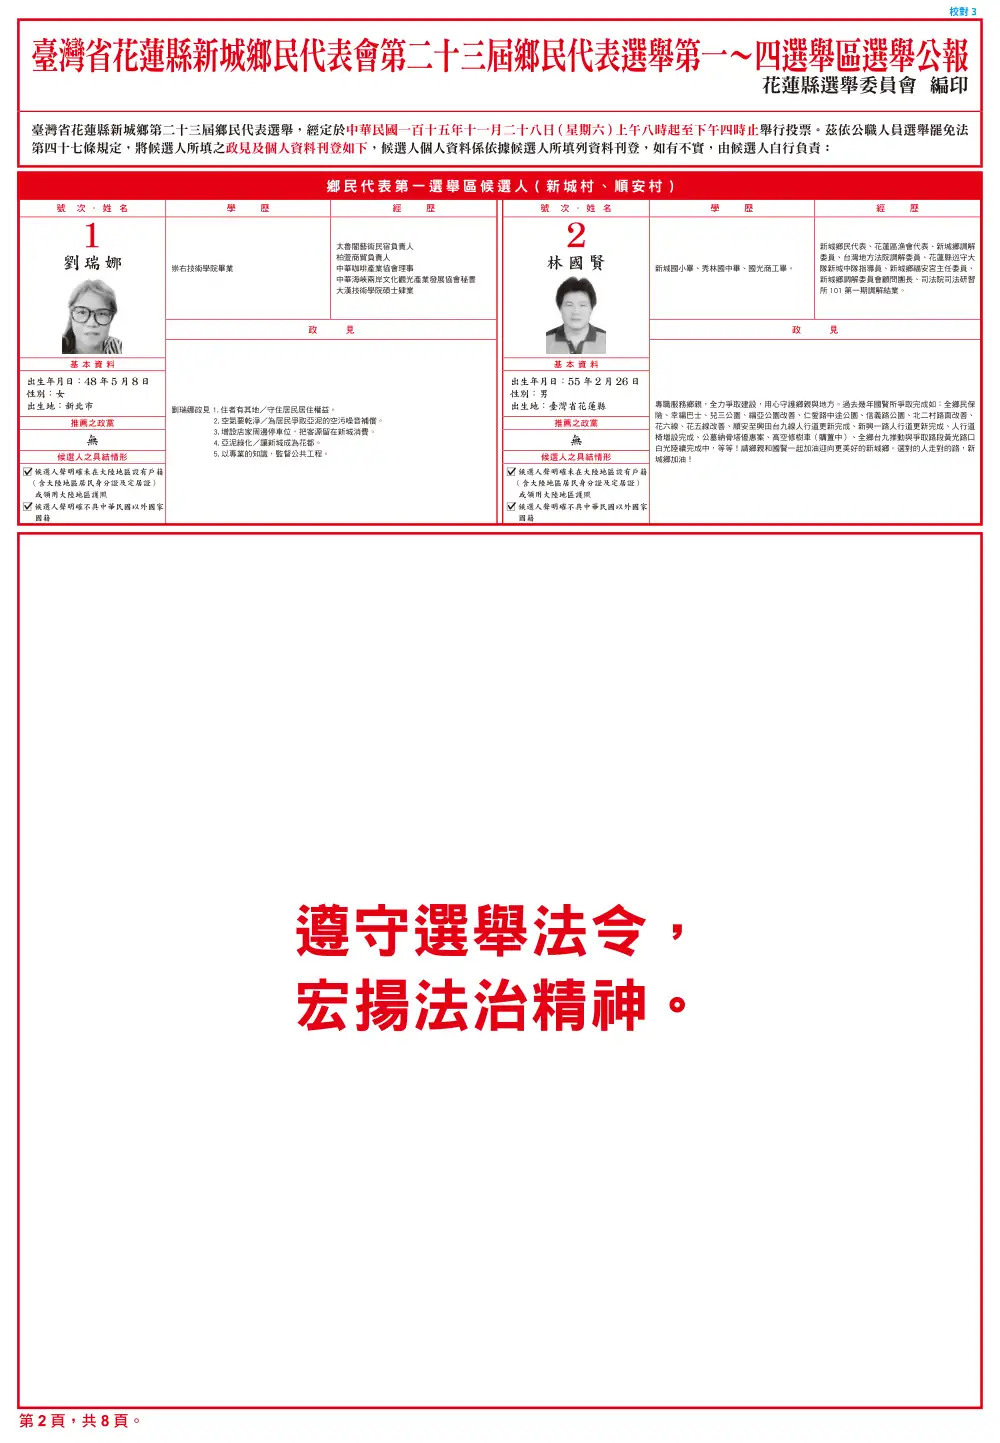 校對 3
臺灣省花蓮縣新城鄉民代表會第二十三屆鄉民代表選舉第一～四選舉區選舉公報
花蓮縣選舉委員會 編印
臺灣省花蓮縣新城鄉第二十三屆鄉民代表選舉，經定於中華民國一百十五年十一月二十八日（星期六）上午八時起至下午四時止舉行投票。茲依公職人員選舉罷免法
第四十七條規定，將候選人所填之政見及個人資料刊登如下，候選人個人資料係依據候選人所填列資料刊登，如有不實，由候選人自行負責：
鄉民代表第一選舉區候選人（新城村、順安村）
號 次．姓 名
學 歷
經 歷
1
劉瑞娜
崇右技術學院畢業
太魯閣藝術民宿負責人
柏萱商貿負責人
中華咖啡產業協會理事
中華海峽兩岸文化觀光產業發展協會秘書
大漢技術學院碩士肄業
政 見
基本資料
出生年月日：48 年 5 月 8 日
性別：女
出生地：新北市
推薦之政黨
無
候選人之具結情形
候選人聲明確未在大陸地區設有戶籍
（含大陸地區居民身分證及定居證）
或領用大陸地區護照
候選人聲明確不具中華民國以外國家
國籍
劉瑞娜政見 1. 住者有其地／守住居民居住權益。
2. 空氣要乾淨／為居民爭取亞泥的空污噪音補償。
3. 增設店家周邊停車位，把客源留在新城消費。
4. 亞泥綠化／讓新城成為花都。
5. 以專業的知識，監督公共工程。
號 次．姓 名
學 歷
經 歷
2
林國賢
新城國小畢、秀林國中畢、國光商工畢。
新城鄉民代表、花蓮區漁會代表、新城鄉調解
委員、台灣地方法院調解委員、花蓮縣巡守大
隊新城中隊指導員、新城鄉福安宮主任委員、
新城鄉調解委員會顧問團長、司法院司法研習
所 101 第一期調解結業。
政 見
基本資料
出生年月日：55 年 2 月 26 日
性別：男
出生地：臺灣省花蓮縣
推薦之政黨
無
候選人之具結情形
候選人聲明確未在大陸地區設有戶籍
（含大陸地區居民身分證及定居證）
或領用大陸地區護照
候選人聲明確不具中華民國以外國家
國籍
專職服務鄉親，全力爭取建設，用心守護鄉親與地方。過去幾年國賢所爭取完成如：全鄉民保
險、幸福巴士、兒三公園、福亞公園改善、仁愛路中途公園、信義路公園、北二村路面改善、
花六線、花五線改善、順安至興田台九線人行道更新完成、新興一路人行道更新完成、人行道
椅增設完成、公墓納骨塔優惠案、高空修樹車（購置中）、全鄉台九推動與爭取路段黃光路口
白光陸續完成中，等等！請鄉親和國賢一起加油迎向更美好的新城鄉。選對的人走對的路，新
城鄉加油！
遵守選舉法令，
宏揚法治精神。
第 2 頁，共 8 頁。